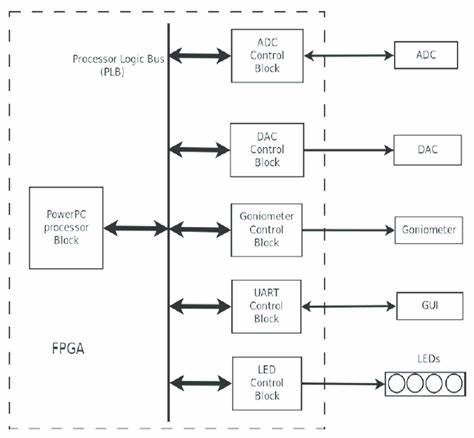 Processor Logic Bus
(PLB)
ADC
Control
Block
ADC
DAC
Control
Block
DAC
PowerPC
processor
Block
Goniometer
Control
Block
Goniometer
UART
Control
Block
GUI
FPGA
LED
Control
Block
LEDs